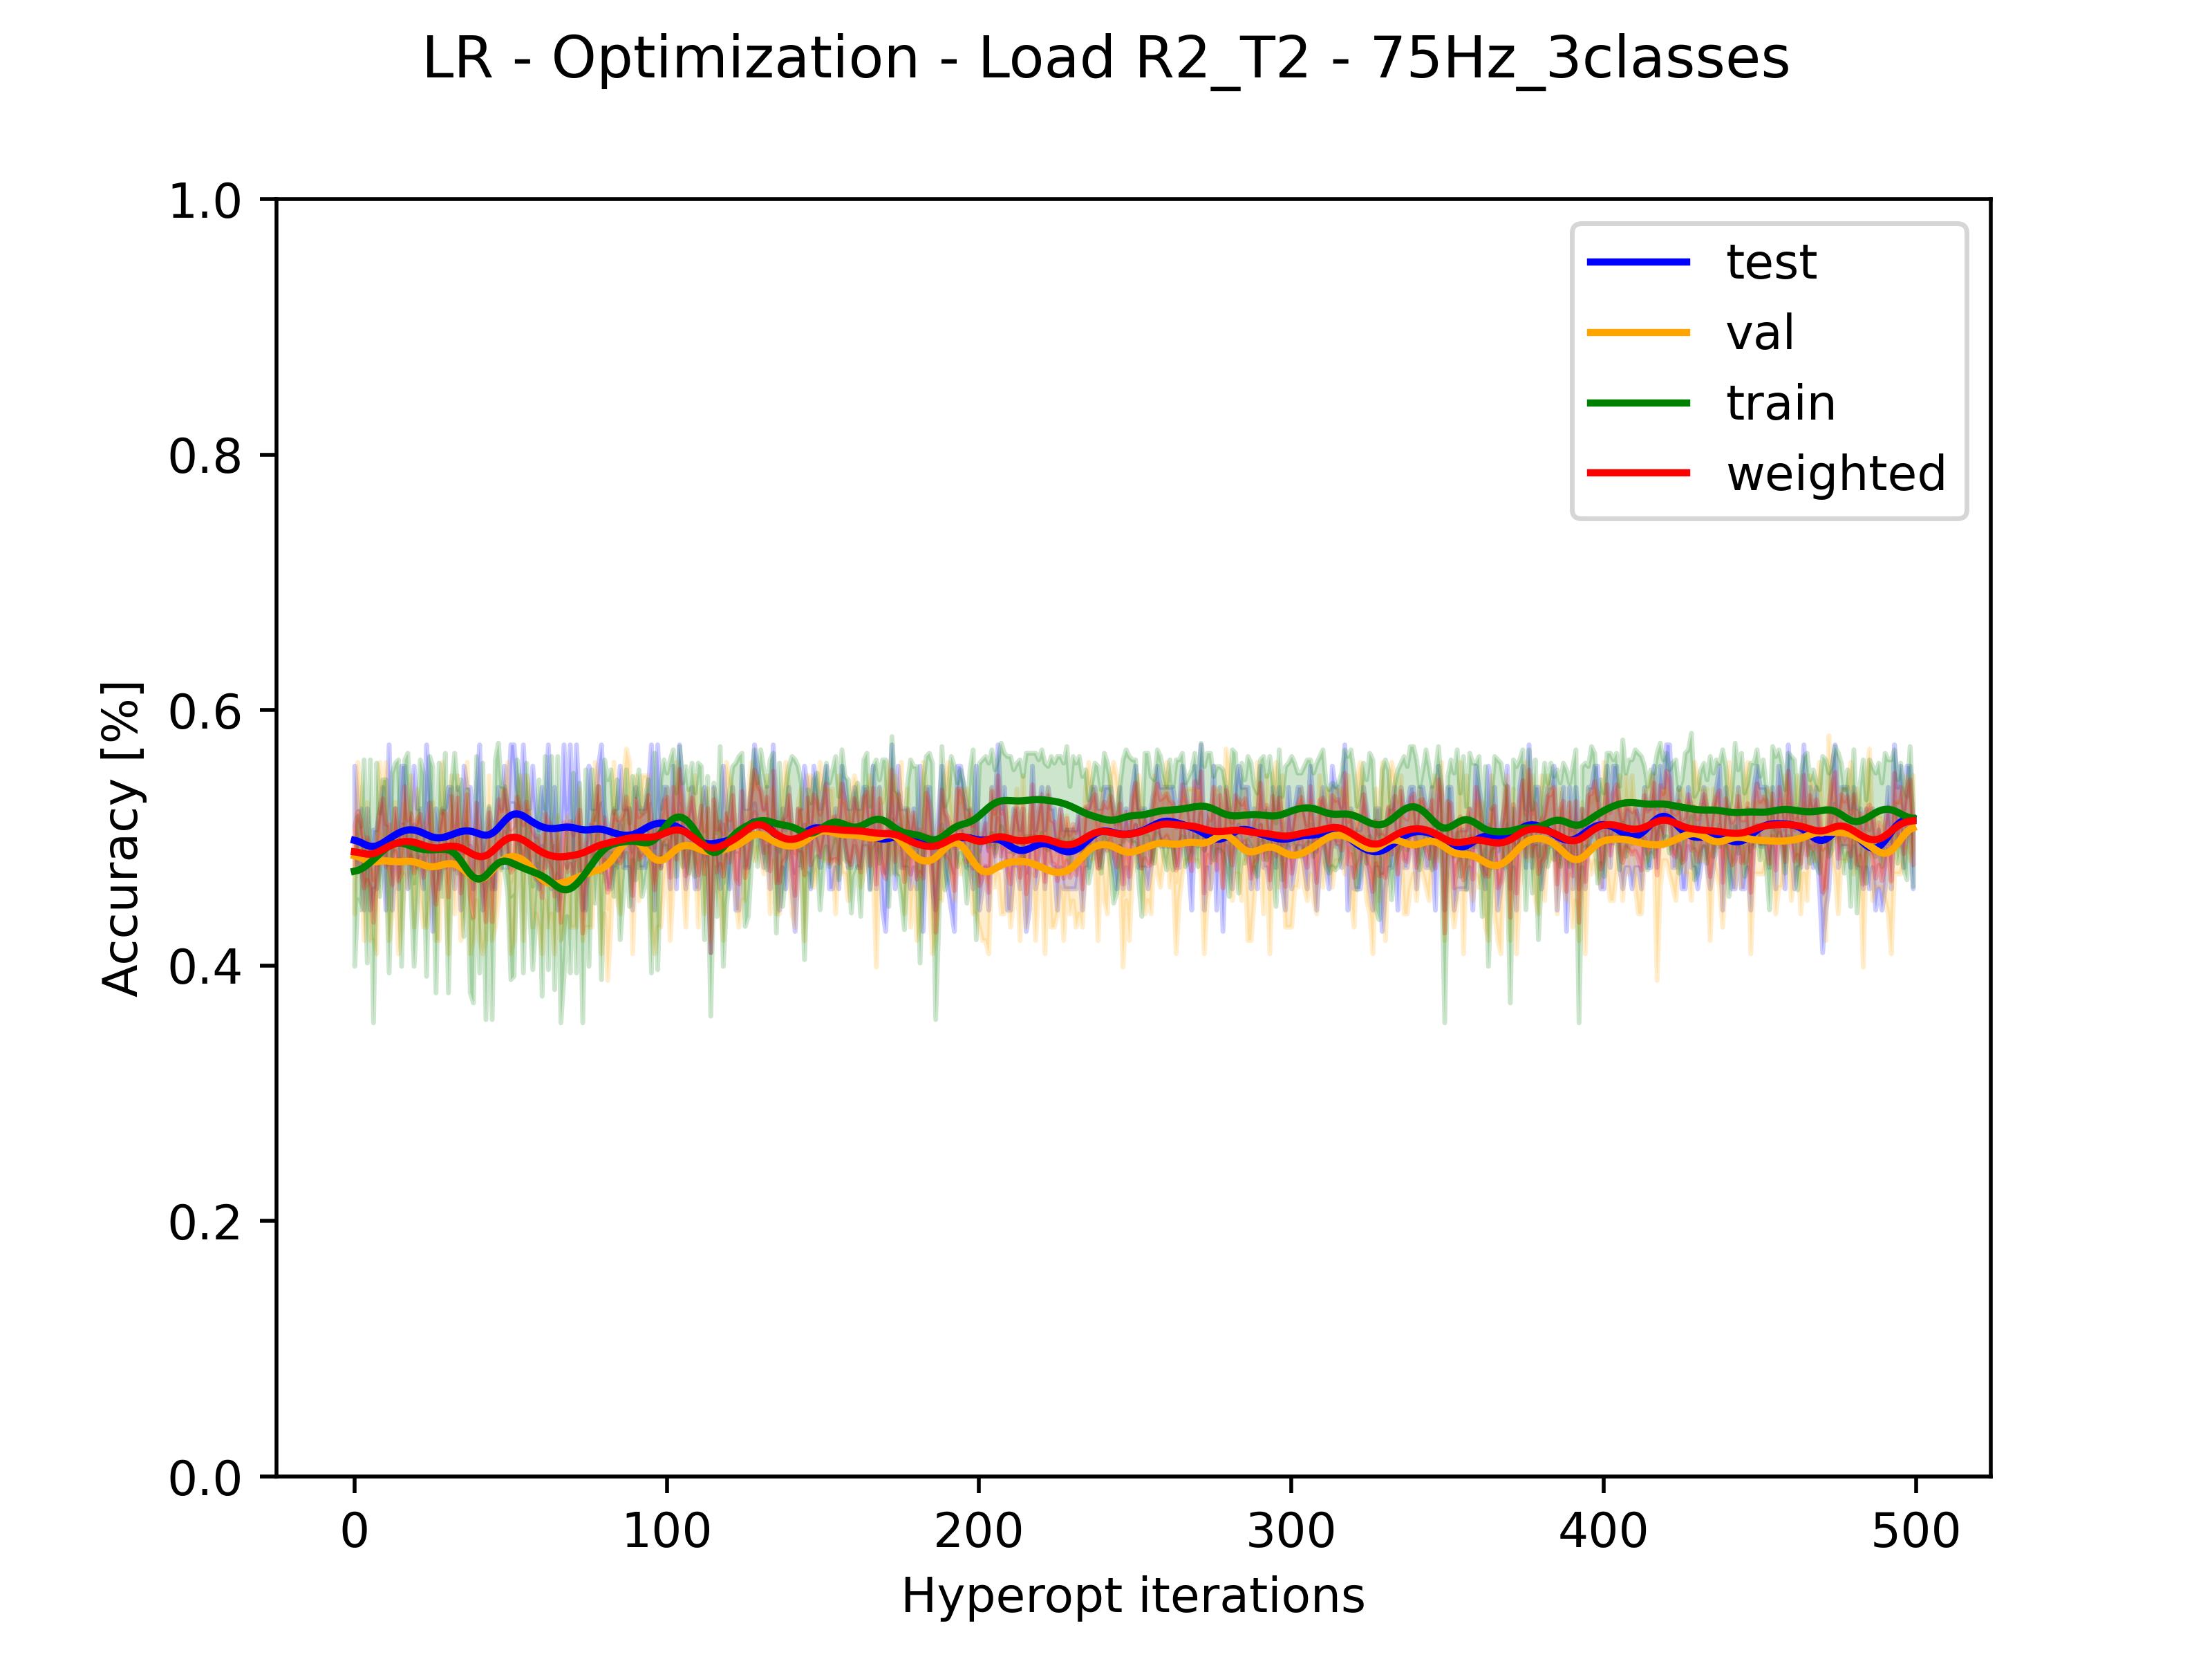 LR - Optimization - Load R2_T2 - 75Hz_3classes
1.0
0.8
0.6
0.4
0.2
0.0
Accuracy [%]
test
val
train
weighted
0 100 200 300 400 500
Hyperopt iterations